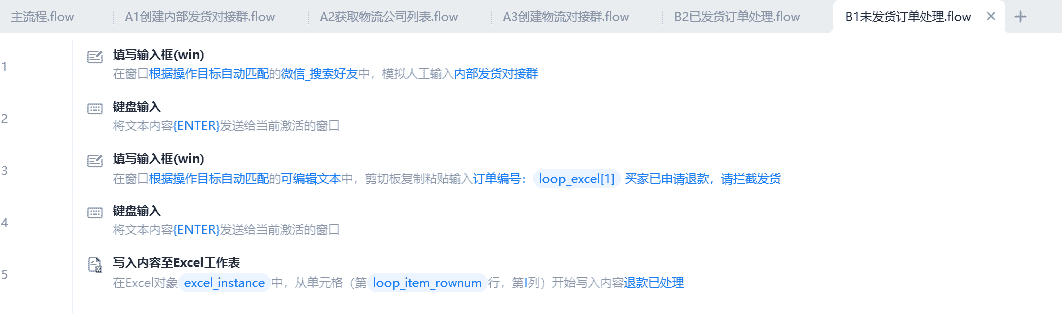 主流程.flow
A1创建内部发货对接群.flow
A2获取物流公司列表.flow
A3创建物流对接群.flow
B2已发货订单处理.flow
B1未发货订单处理.flow
1
填写输入框(win)
在窗口根据操作目标自动匹配的微信_搜索好友中，模拟人工输入内部发货对接群
2
键盘输入
将文本内容{ENTER}发送给当前激活的窗口
3
填写输入框(win)
在窗口根据操作目标自动匹配的可编辑文本中，剪切板复制粘贴输入订单编号： loop_excel[1] 买家已申请退款，请拦截发货
4
键盘输入
将文本内容{ENTER}发送给当前激活的窗口
5
写入内容至Excel工作表
在Excel对象 excel_instance 中，从单元格（第 loop_item_rownum 行，第I列）开始写入内容退款已处理